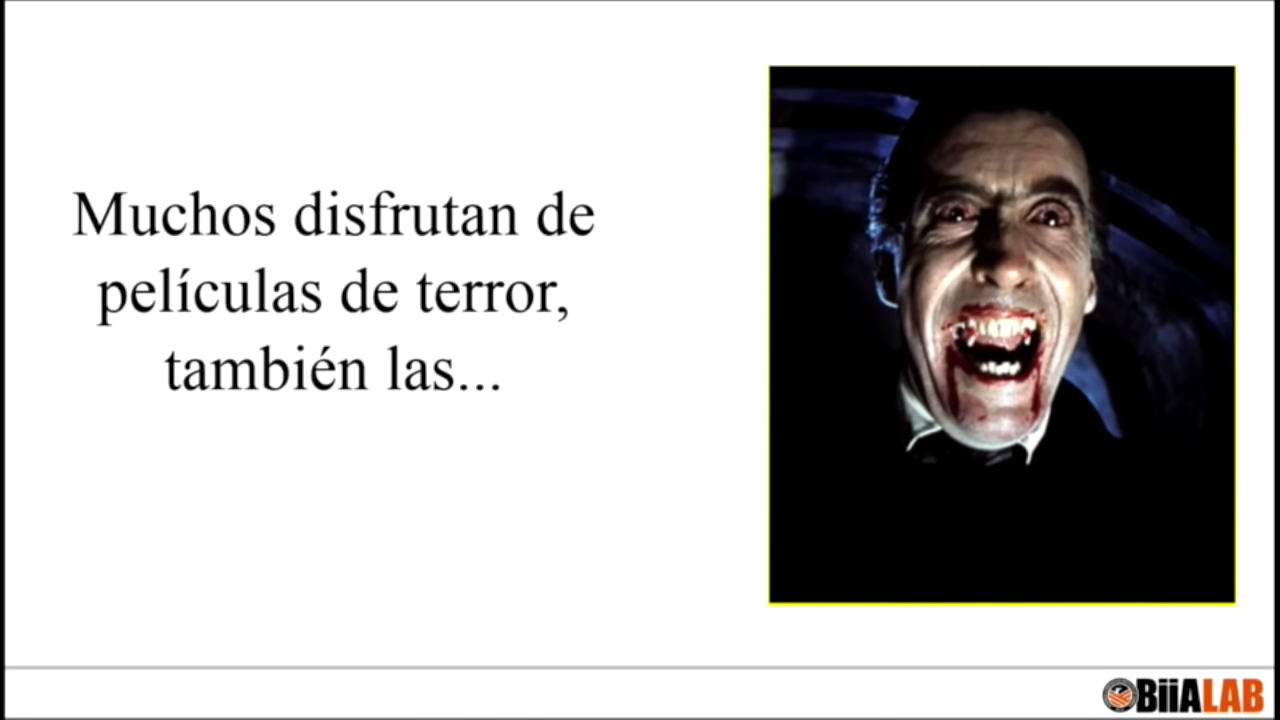 Muchos disfrutan de
películas de terror,
también las...
BiiALAB